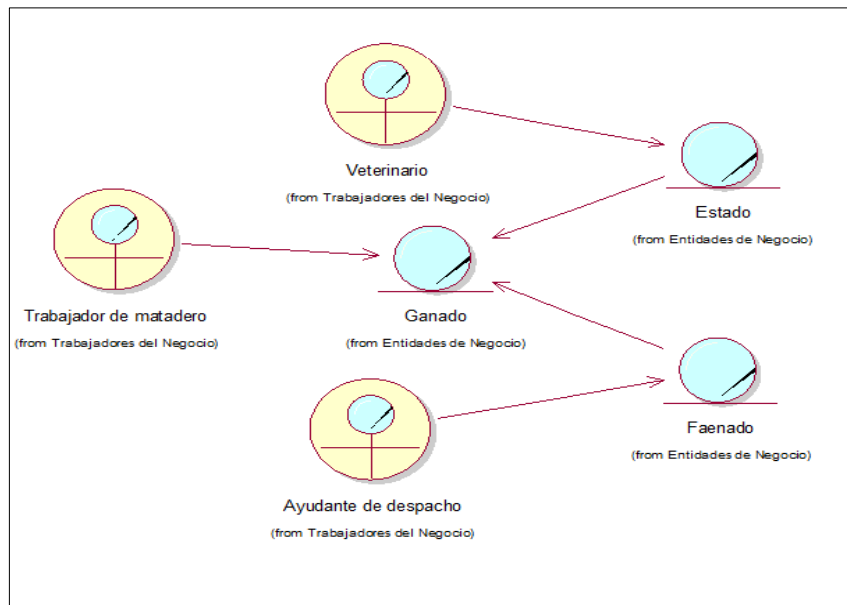 Veterinario
(from Trabajadores del Negocio)
Estado
(from Entidades de Negocio)
Trabajador de matadero
(from Trabajadores del Negocio)
Ganado
(from Entidades de Negocio)
Faenado
(from Entidades de Negocio)
Ayudante de despacho
(from Trabajadores del Negocio)